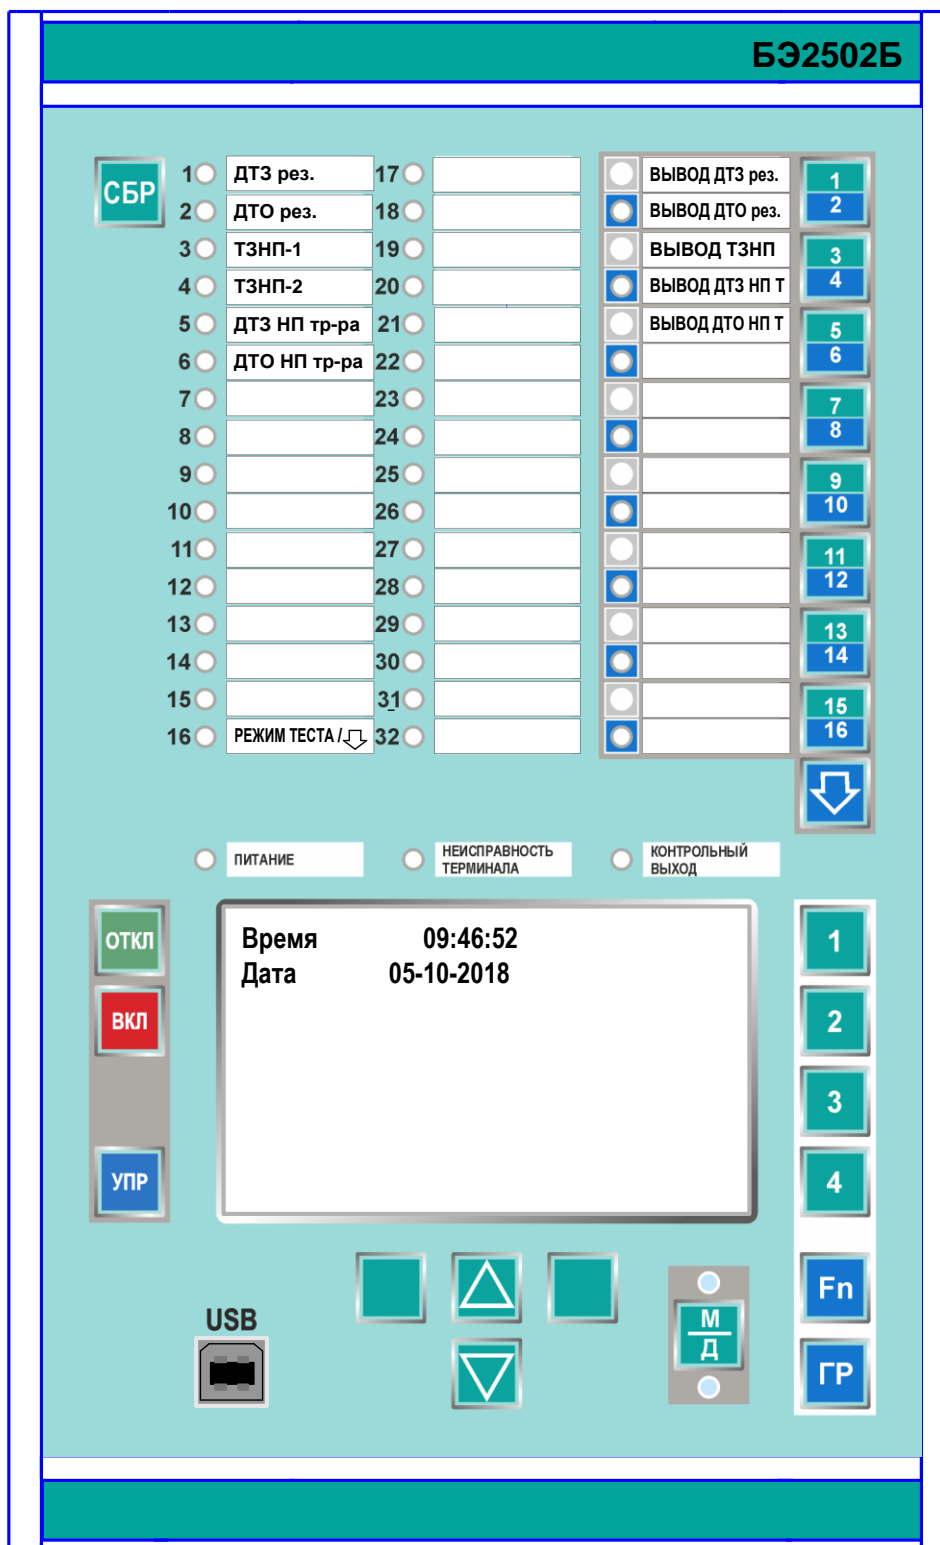 БЭ2502Б
СБР
1 ДТЗ рез. 17 ВЫВОД ДТЗ рез. 1
2 ДТО рез. 18 ВЫВОД ДТО рез. 2
3 ТЗНП-1 19 ВЫВОД ТЗНП 3
4 ТЗНП-2 20 ВЫВОД ДТЗ НП Т 4
5 ДТЗ НП тр-ра 21 ВЫВОД ДТО НП Т 5
6 ДТО НП тр-ра 22 6
7 23 7
8 24 8
9 25 9
10 26 10
11 27 11
12 28 12
13 29 13
14 30 14
15 31 15
16 РЕЖИМ ТЕСТА / 32 16
ПИТАНИЕ
НЕИСПРАВНОСТЬ
ТЕРМИНАЛА
КОНТРОЛЬНЫЙ
ВЫХОД
ОТКЛ
ВКЛ
УПР
Время 09:46:52
Дата 05-10-2018
1
2
3
4
Fn
ГР
USB
М
Д